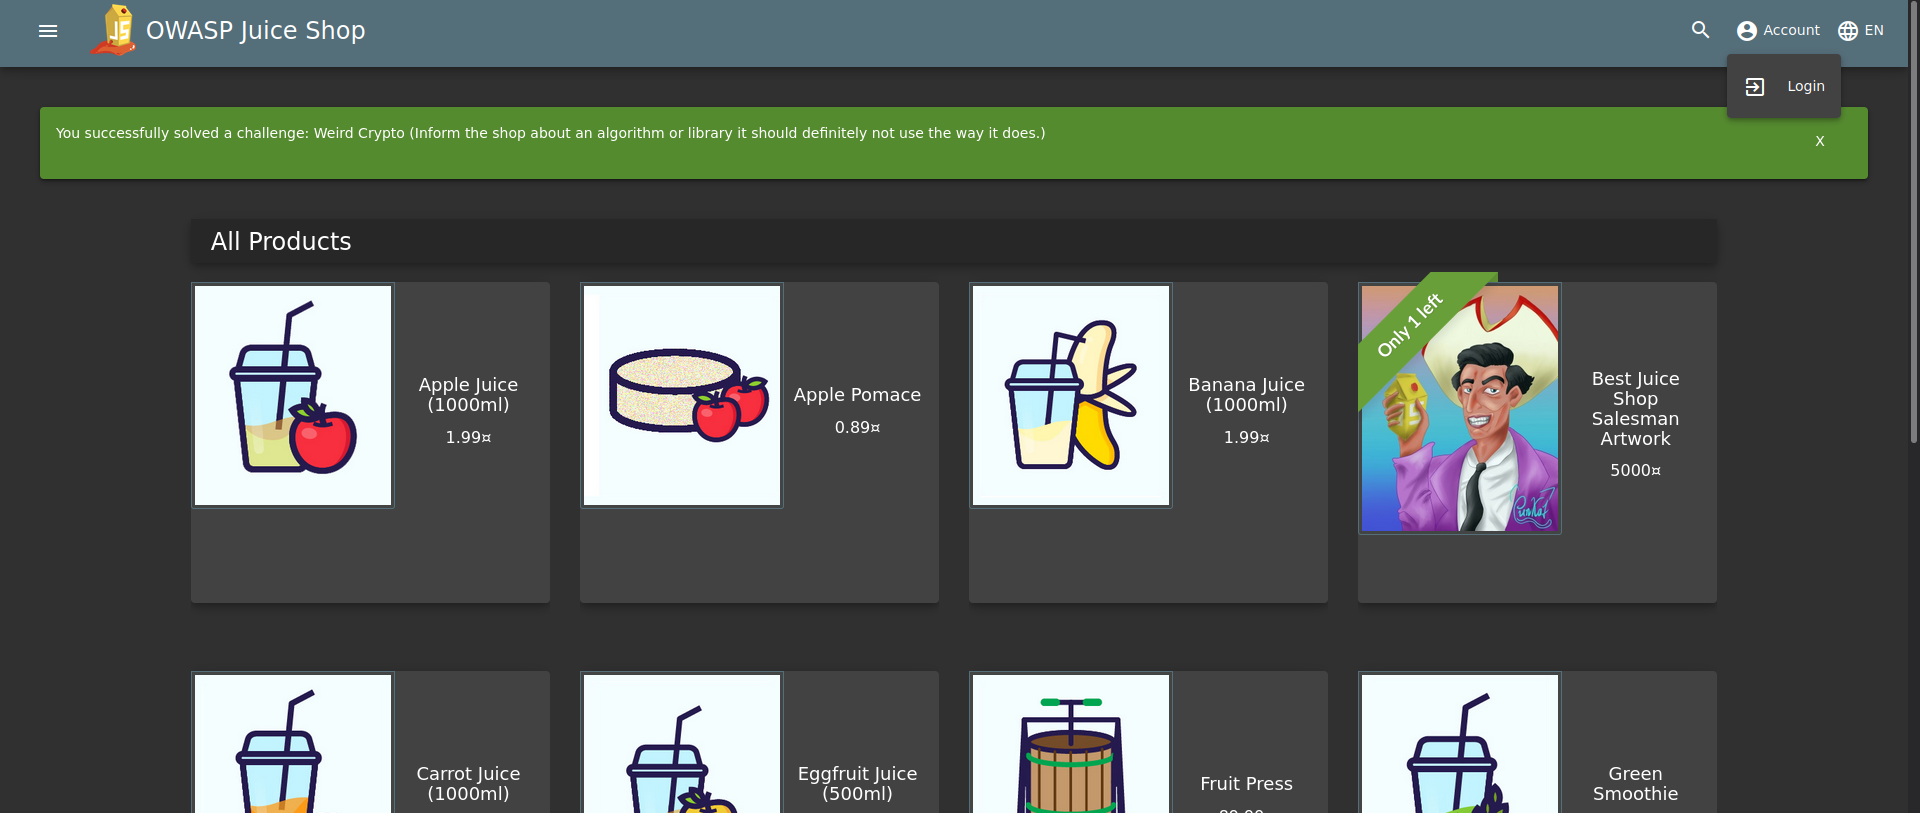 OWASP Juice Shop
Account
EN
Login
You successfully solved a challenge: Weird Crypto (Inform the shop about an algorithm or library it should definitely not use the way it does.)
X
All Products
Apple Juice
(1000ml)
1.99¤
Apple Pomace
0.89¤
Banana Juice
(1000ml)
1.99¤
Only 1 left
Best Juice
Shop
Salesman
Artwork
5000¤
Carrot Juice
(1000ml)
Eggfruit Juice
(500ml)
Fruit Press
Green
Smoothie